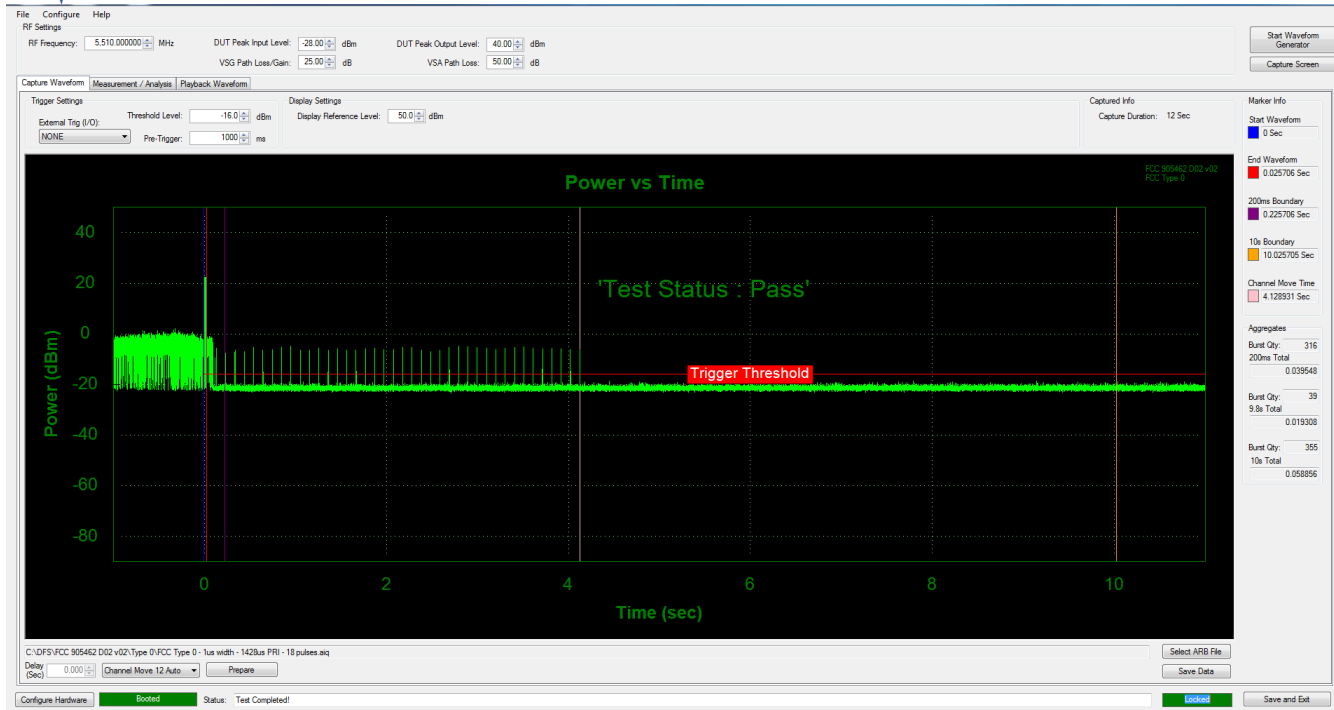 File Configure Help
RF Settings
RF Frequency: 5,510.000000 MHz DUT Peak Input Level: -28.00 dBm DUT Peak Output Level: 40.00 dBm
VSG Path Loss/Gain: 25.00 dB VSA Path Loss: 50.00 dB
Start Waveform
Generator
Capture Screen
Capture Waveform Measurement / Analysis Playback Waveform
Trigger Settings
External Trig (I/O): Threshold Level: -16.0 dBm
NONE Pre-Trigger: 1000 ms
Display Settings
Display Reference Level: 50.0 dBm
Captured Info
Capture Duration: 12 Sec
Marker Info
Start Waveform
0 Sec
End Waveform
0.025706 Sec
200ms Boundary
0.225706 Sec
10s Boundary
10.025705 Sec
Channel Move Time
4.128931 Sec
Aggregates
Burst Qty: 316
200ms Total
0.039548
Burst Qty: 39
9.8s Total
0.019308
Burst Qty: 355
10s Total
0.058856
Power vs Time
FCC 905462 D02 v02
FCC Type 0
'Test Status : Pass'
Trigger Threshold
Power (dBm)
40
20
0
-20
-40
-60
-80
0 2 4 6 8 10
Time (sec)
C:\DFS\FCC 905462 D02 v02\Type 0\FCC Type 0 - 1us width - 1428us PRI - 18 pulses.aiq
Select ARB File
Delay
(Sec) 0.000 Channel Move 12 Auto Prepare
Save Data
Configure Hardware Booted Status: Test Completed! Locked Save and Exit